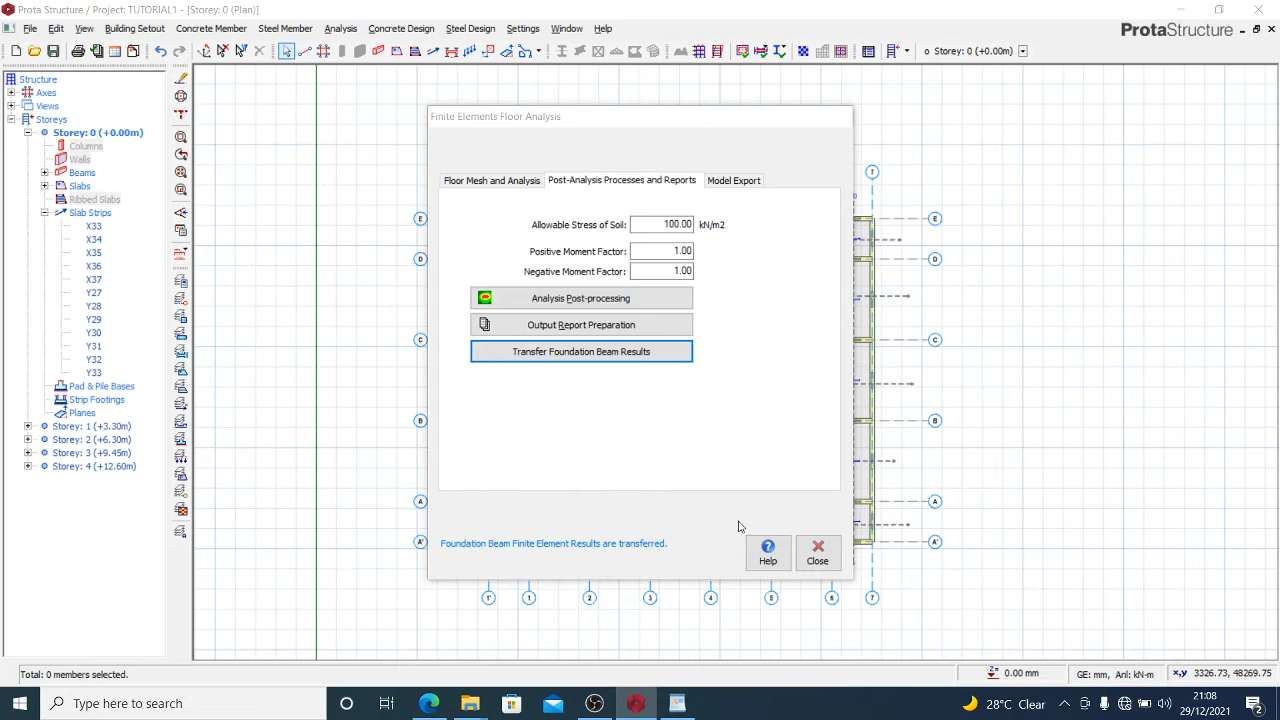 Prota Structure / Project: TUTORIAL1 - [Storey: 0 (Plan)]
File Edit View Building Setout Member Analysis Concrete Member Steel Member Analysis Concrete Design Steel Design Settings Window Help
ProtaStructure
Storey: 0 (+0.00m)
Structure
Axes
Views
Storeys
Storey: 0 (+0.00m)
Columns
Walls
Beams
Slabs
Ribbed Slabs
Slab Strips
X33
X34
X35
X36
X37
Y27
Y28
Y29
Y30
Y31
Y32
Y33
Pad & Pile Bases
Strip Footings
Planes
Storey: 1 (+3.30m)
Storey: 2 (+6.30m)
Storey: 3 (+9.45m)
Storey: 4 (+12.60m)
Finite Elements Floor Analysis
Floor Mesh and Analysis Post-Analysis Processes and Reports Model Export
Allowable Stress of Soil: 100.00 kN/m2
Positive Moment Factor: 1.00
Negative Moment Factor: 1.00
Analysis Post-processing
Output Report Preparation
Transfer Foundation Beam Results
Foundation Beam Finite Element Results are transferred.
Help Close
7
E E
D D
C C
B B
A A
A' A'
1' 1 2 3 4 5 6 7
Total: 0 members selected.
0.00 mm
GE: mm, Anl: kN-m
x,y 3326.73, 48269.75
Type here to search
28°C Clear
21:08
29/12/2021
2